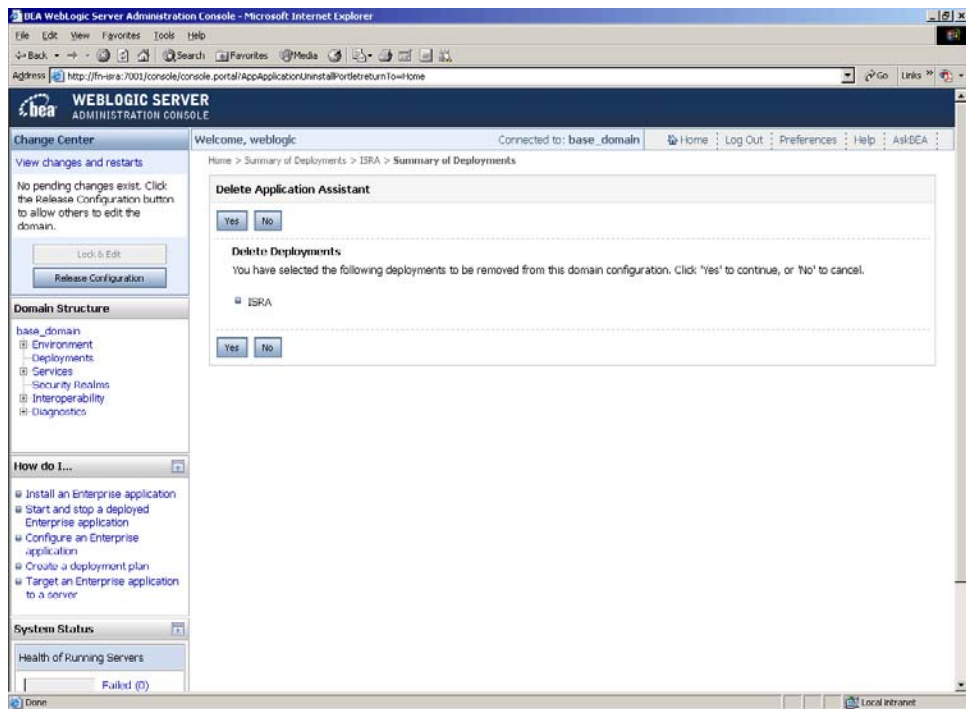 BEA WebLogic Server Administration Console - Microsoft Internet Explorer
File Edit View Favorites Tools Help
Back Search Favorites Media
Address http://fn-isra:7001/console/console.portal?AppApplicationUninstallPortletreturnTo=Home Go Links »
bea WEBLOGIC SERVER
ADMINISTRATION CONSOLE
Change Center
View changes and restarts
No pending changes exist. Click
the Release Configuration button
to allow others to edit the
domain.
Lock & Edit
Release Configuration
Domain Structure
base_domain
Environment
Deployments
Services
Security Realms
Interoperability
Diagnostics
How do I...
Install an Enterprise application
Start and stop a deployed
Enterprise application
Configure an Enterprise
application
Create a deployment plan
Target an Enterprise application
to a server
System Status
Health of Running Servers
Failed (0)
Welcome, weblogic Connected to: base_domain Home Log Out Preferences Help AskBEA
Home > Summary of Deployments > ISRA > Summary of Deployments
Delete Application Assistant
Yes No
Delete Deployments
You have selected the following deployments to be removed from this domain configuration. Click 'Yes' to continue, or 'No' to cancel.
ISRA
Yes No
Done Local intranet